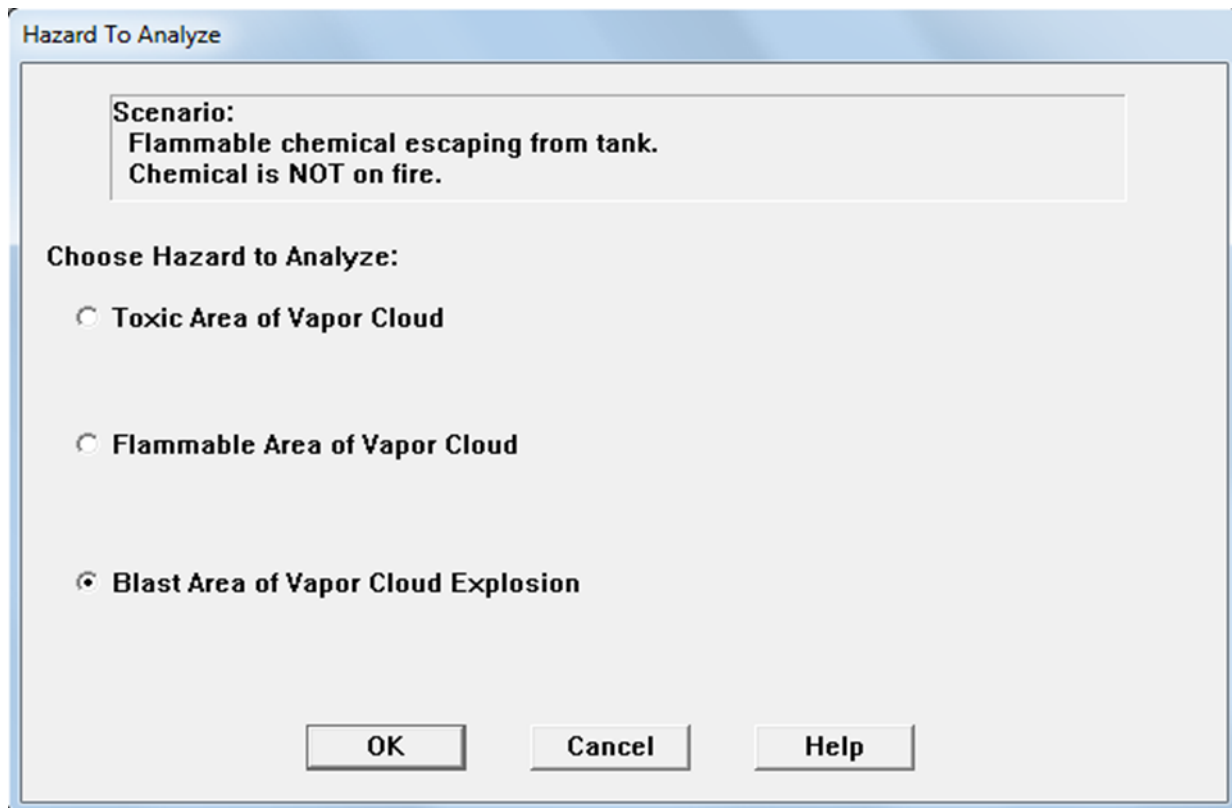 Hazard To Analyze
Scenario:
Flammable chemical escaping from tank.
Chemical is NOT on fire.
Choose Hazard to Analyze:
Toxic Area of Vapor Cloud
Flammable Area of Vapor Cloud
Blast Area of Vapor Cloud Explosion
OK Cancel Help